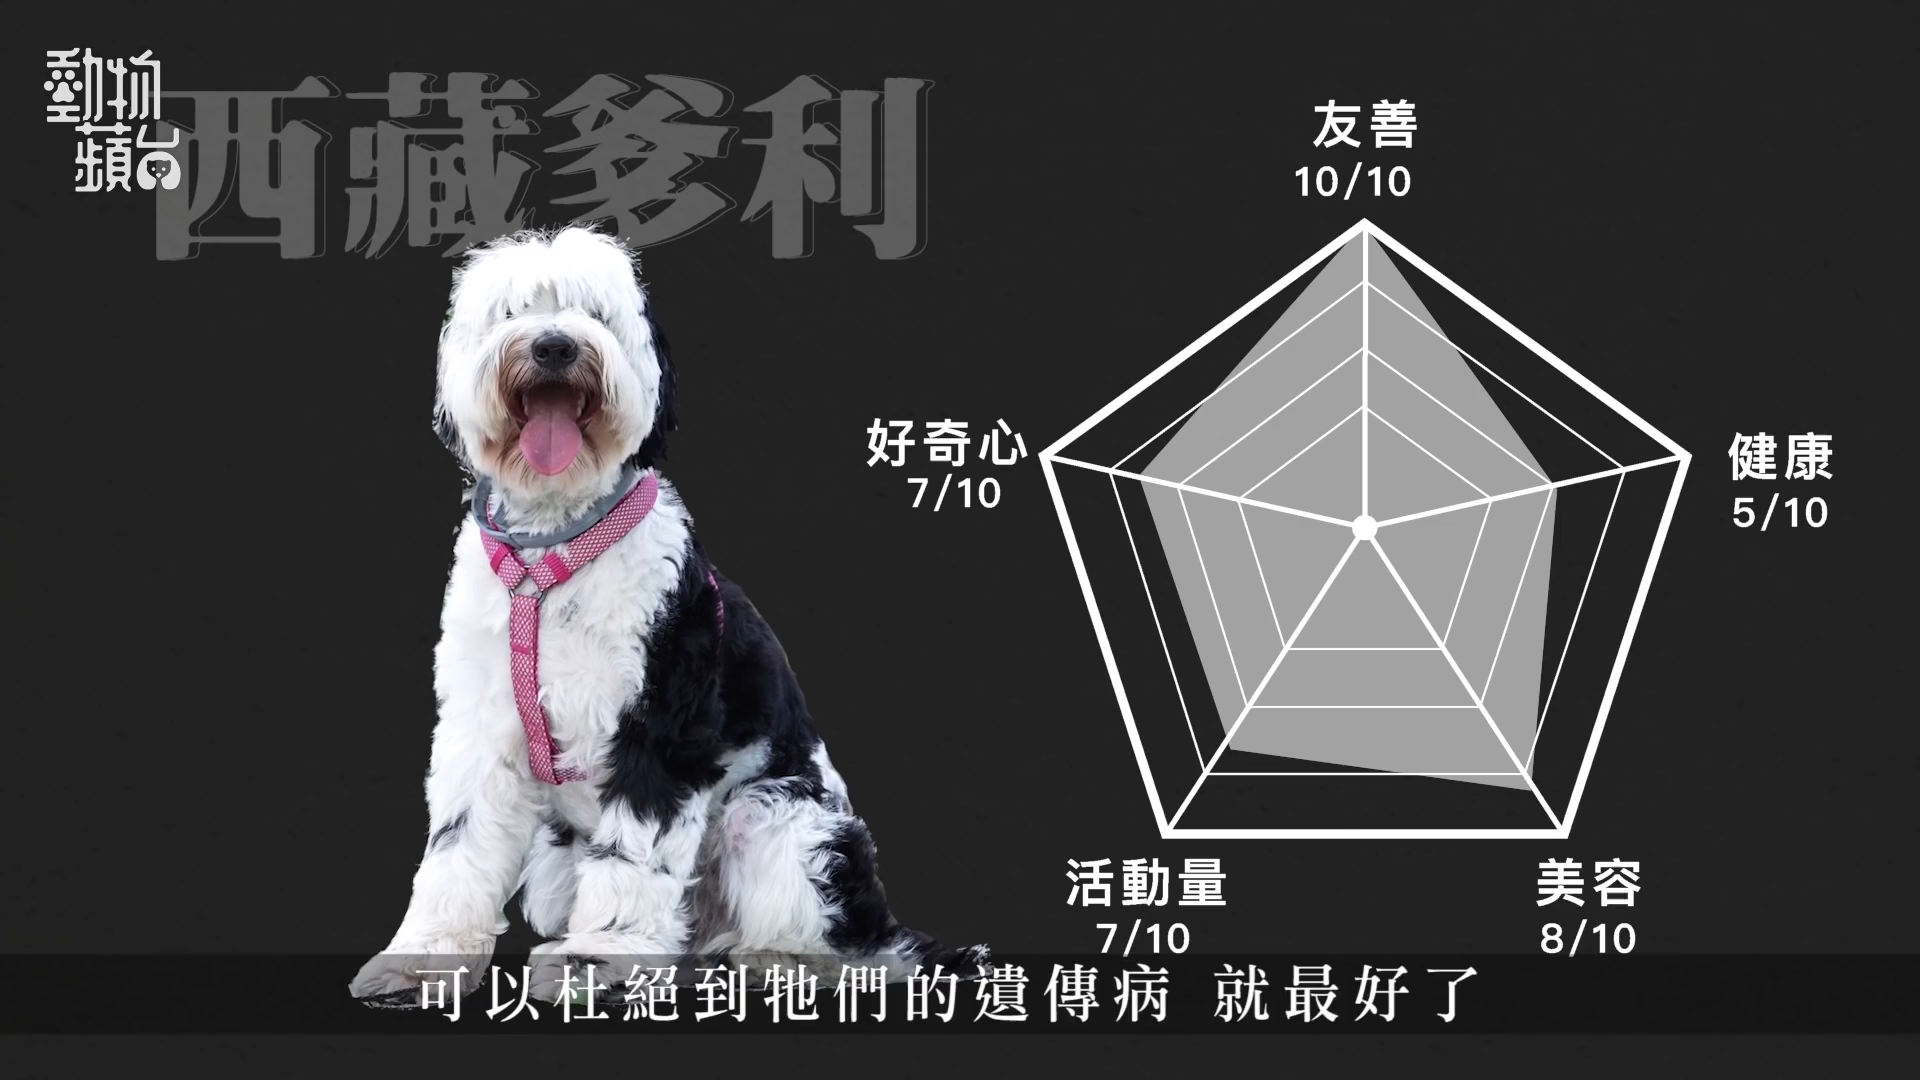 動物
蘋台
西藏爹利
友善
10/10
好奇心
7/10
健康
5/10
活動量
7/10
美容
8/10
可以杜絕到牠們的遺傳病 就最好了